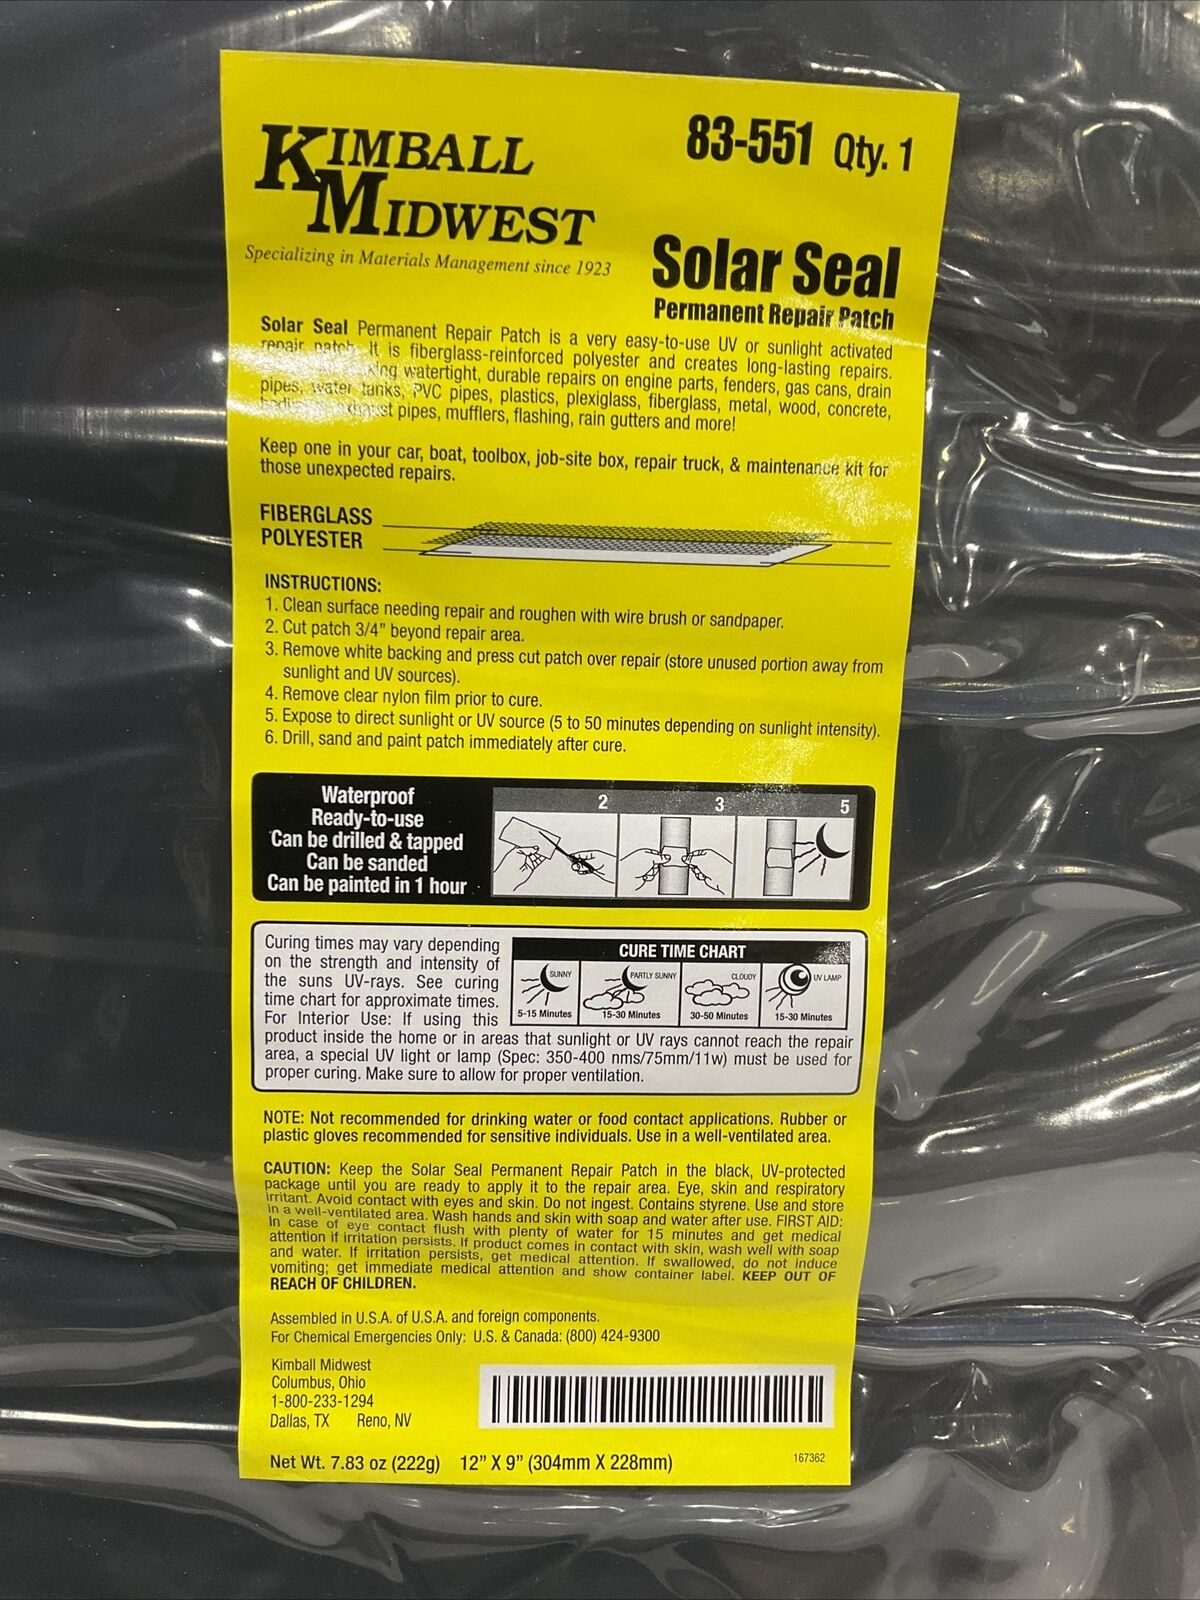 KIMBALL
MIDWEST
Specializing in Materials Management since 1923
83-551 Qty. 1
Solar Seal
Permanent Repair Patch
Solar Seal Permanent Repair Patch is a very easy-to-use UV or sunlight activated
repair patch. It is fiberglass-reinforced polyester and creates long-lasting repairs.
watertight, durable repairs on engine parts, fenders, gas cans, drain
pipes, water tanks, PVC pipes, plastics, plexiglass, fiberglass, metal, wood, concrete,
pipes, mufflers, flashing, rain gutters and more!
Keep one in your car, boat, toolbox, job-site box, repair truck, & maintenance kit for
those unexpected repairs.
FIBERGLASS
POLYESTER
INSTRUCTIONS:
1. Clean surface needing repair and roughen with wire brush or sandpaper.
2. Cut patch 3/4" beyond repair area.
3. Remove white backing and press cut patch over repair (store unused portion away from
sunlight and UV sources).
4. Remove clear nylon film prior to cure.
5. Expose to direct sunlight or UV source (5 to 50 minutes depending on sunlight intensity).
6. Drill, sand and paint patch immediately after cure.
Waterproof
Ready-to-use
Can be drilled & tapped
Can be sanded
Can be painted in 1 hour
2 3 5
Curing times may vary depending
on the strength and intensity of
the suns UV-rays. See curing
time chart for approximate times.
For Interior Use: If using this
product inside the home or in areas that sunlight or UV rays cannot reach the repair
area, a special UV light or lamp (Spec: 350-400 nms/75mm/11w) must be used for
proper curing. Make sure to allow for proper ventilation.
CURE TIME CHART
SUNNY PARTLY SUNNY CLOUDY UV LAMP
5-15 Minutes 15-30 Minutes 30-50 Minutes 15-30 Minutes
NOTE: Not recommended for drinking water or food contact applications. Rubber or
plastic gloves recommended for sensitive individuals. Use in a well-ventilated area.
CAUTION: Keep the Solar Seal Permanent Repair Patch in the black, UV-protected
package until you are ready to apply it to the repair area. Eye, skin and respiratory
irritant. Avoid contact with eyes and skin. Do not ingest. Contains styrene. Use and store
in a well-ventilated area. Wash hands and skin with soap and water after use. FIRST AID:
In case of eye contact flush with plenty of water for 15 minutes and get medical
attention if irritation persists. If product comes in contact with skin, wash well with soap
and water. If irritation persists, get medical attention. If swallowed, do not induce
vomiting; get immediate medical attention and show container label. KEEP OUT OF
REACH OF CHILDREN.
Assembled in U.S.A. of U.S.A. and foreign components.
For Chemical Emergencies Only: U.S. & Canada: (800) 424-9300
Kimball Midwest
Columbus, Ohio
1-800-233-1294
Dallas, TX Reno, NV
Net Wt. 7.83 oz (222g) 12" X 9" (304mm X 228mm)
167362